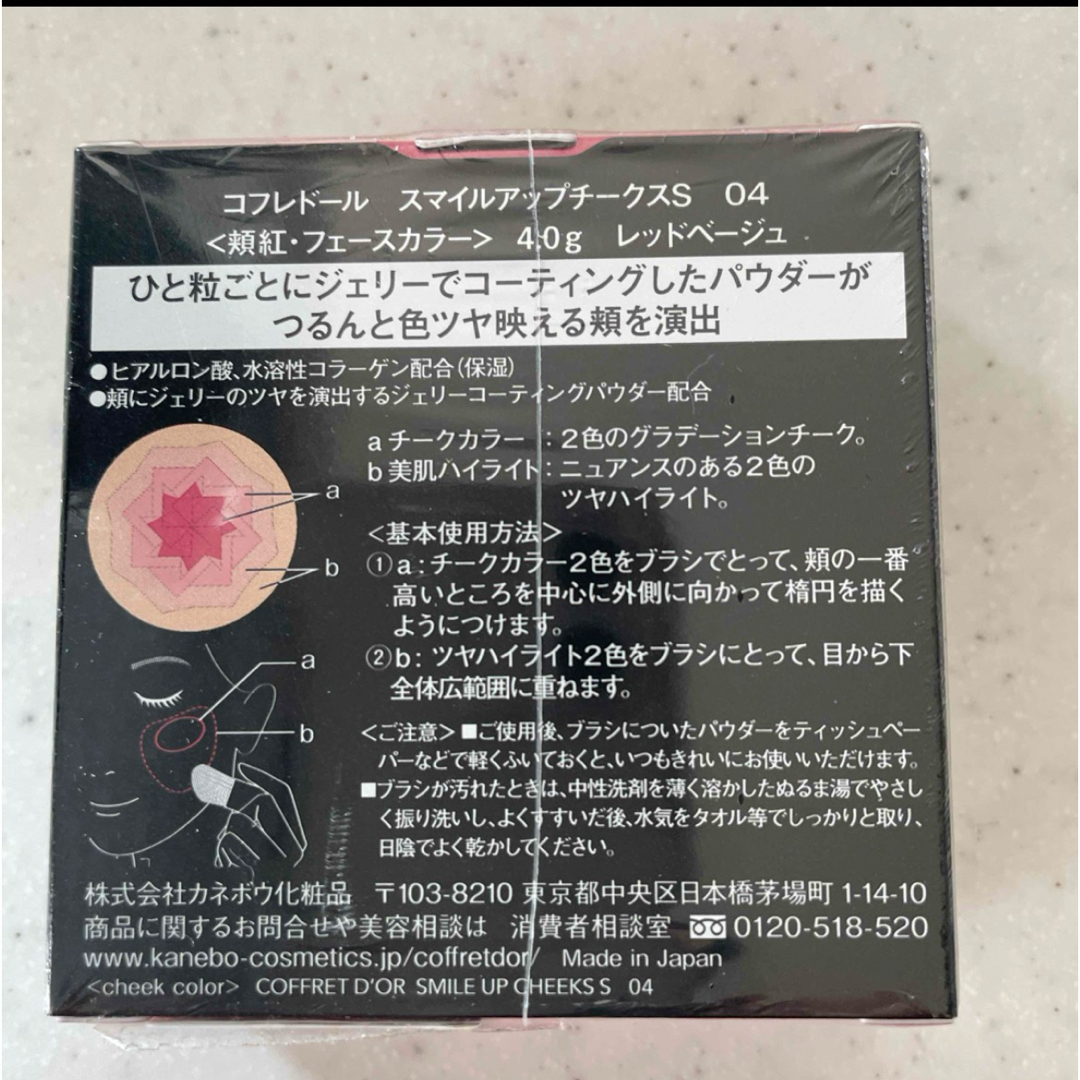 コフレドール　スマイルアップチークスS　04
<頬紅・フェースカラー>　4.0g　レッドベージュ
ひと粒ごとにジェリーでコーティングしたパウダーが
つるんと色ツヤ映える頬を演出
●ヒアルロン酸、水溶性コラーゲン配合(保湿)
●頬にジェリーのツヤを演出するジェリーコーティングパウダー配合
a チークカラー　：2色のグラデーションチーク。
b 美肌ハイライト：ニュアンスのある2色の
ツヤハイライト。
a
b
<基本使用方法>
①a：チークカラー2色をブラシでとって、頬の一番
高いところを中心に外側に向かって楕円を描く
ようにつけます。
②b：ツヤハイライト2色をブラシにとって、目から下
全体広範囲に重ねます。
a
b
<ご注意>■ご使用後、ブラシについたパウダーをティッシュペー
パーなどで軽くふいておくと、いつもきれいにお使いいただけます。
■ブラシが汚れたときは、中性洗剤を薄く溶かしたぬるま湯でやさし
く振り洗いし、よくすすいだ後、水気をタオル等でしっかりと取り、
日陰でよく乾かしてください。
株式会社カネボウ化粧品　〒103-8210 東京都中央区日本橋茅場町 1-14-10
商品に関するお問合せや美容相談は　消費者相談室　0120-518-520
www.kanebo-cosmetics.jp/coffretdor/　Made in Japan
<cheek color>　COFFRET D'OR SMILE UP CHEEKS S　04